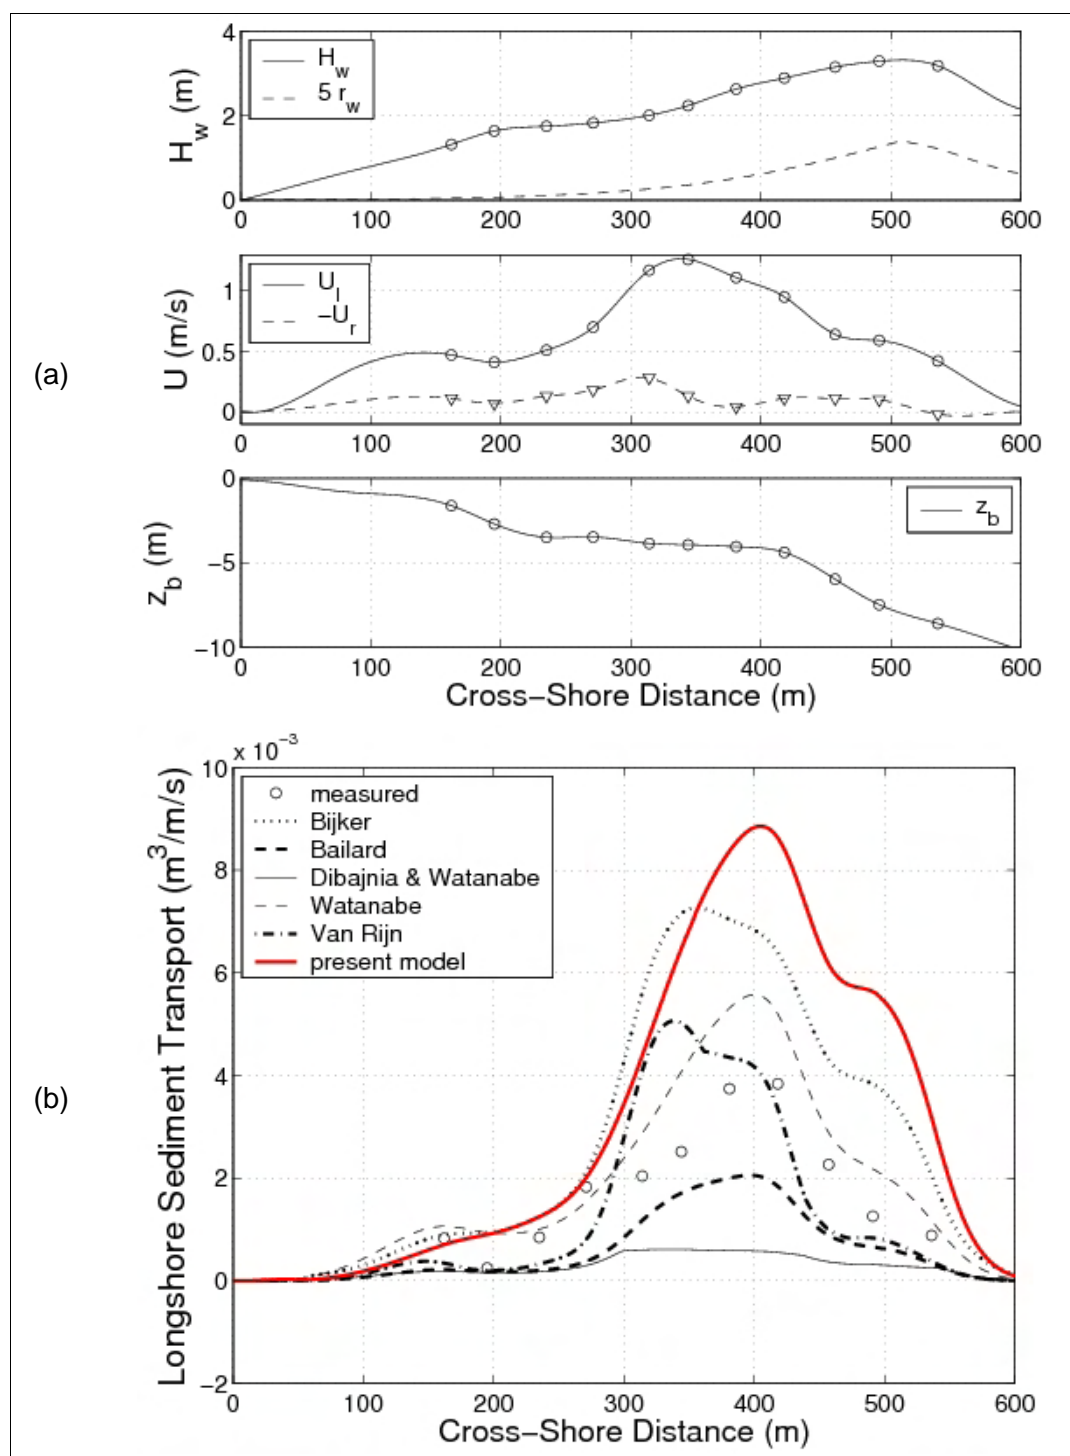 (a)
H_w (m)
4
2
0
H_w
5 r_w
0 100 200 300 400 500 600
U (m/s)
1
0.5
0
U_l
−U_r
0 100 200 300 400 500 600
z_b (m)
0
−5
−10
z_b
0 100 200 300 400 500 600
Cross−Shore Distance (m)
(b)
x 10^−3
Longshore Sediment Transport (m^3/m/s)
10
8
6
4
2
0
−2
measured
Bijker
Bailard
Dibajnia & Watanabe
Watanabe
Van Rijn
present model
0 100 200 300 400 500 600
Cross−Shore Distance (m)